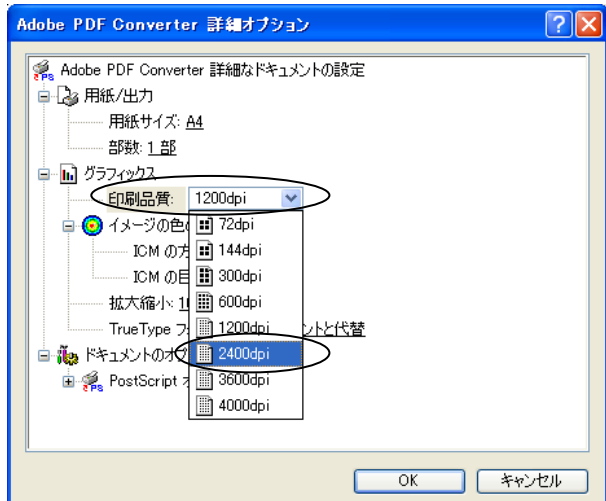 Adobe PDF Converter 詳細オプション
Adobe PDF Converter 詳細なドキュメントの設定
用紙/出力
用紙サイズ: A4
部数: 1 部
グラフィックス
印刷品質: 1200dpi
イメージの色 72dpi
ICM の方 144dpi
ICM の目 300dpi
拡大縮小: 600dpi
TrueType フ 1200dpi ントと代替
ドキュメントのオプ 2400dpi
PostScript 3600dpi
4000dpi
OK キャンセル